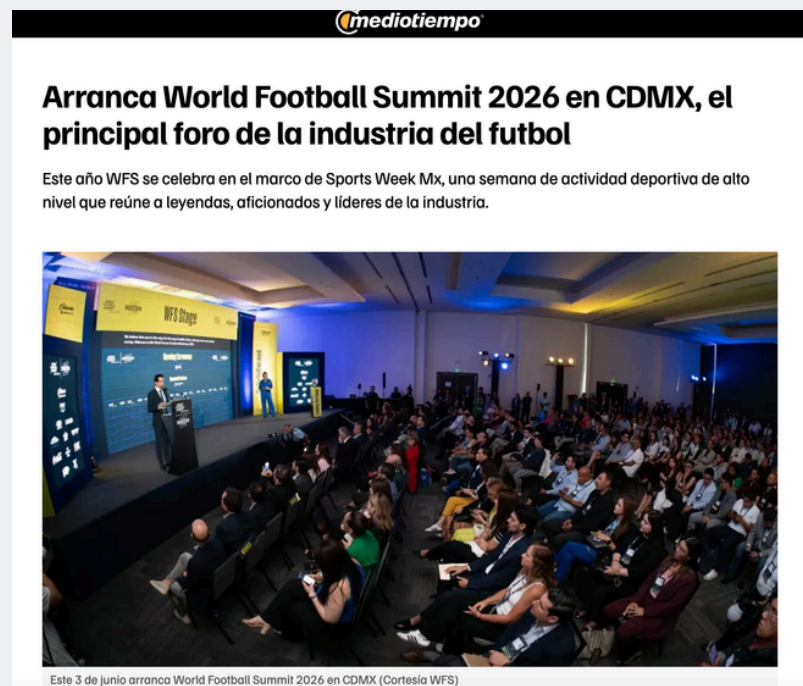 mediotiempo
Arranca World Football Summit 2026 en CDMX, el
principal foro de la industria del futbol
Este año WFS se celebra en el marco de Sports Week Mx, una semana de actividad deportiva de alto
nivel que reúne a leyendas, aficionados y líderes de la industria.
WFS Stage
Opening Ceremony
Este 3 de junio arranca World Football Summit 2026 en CDMX (Cortesía WFS)